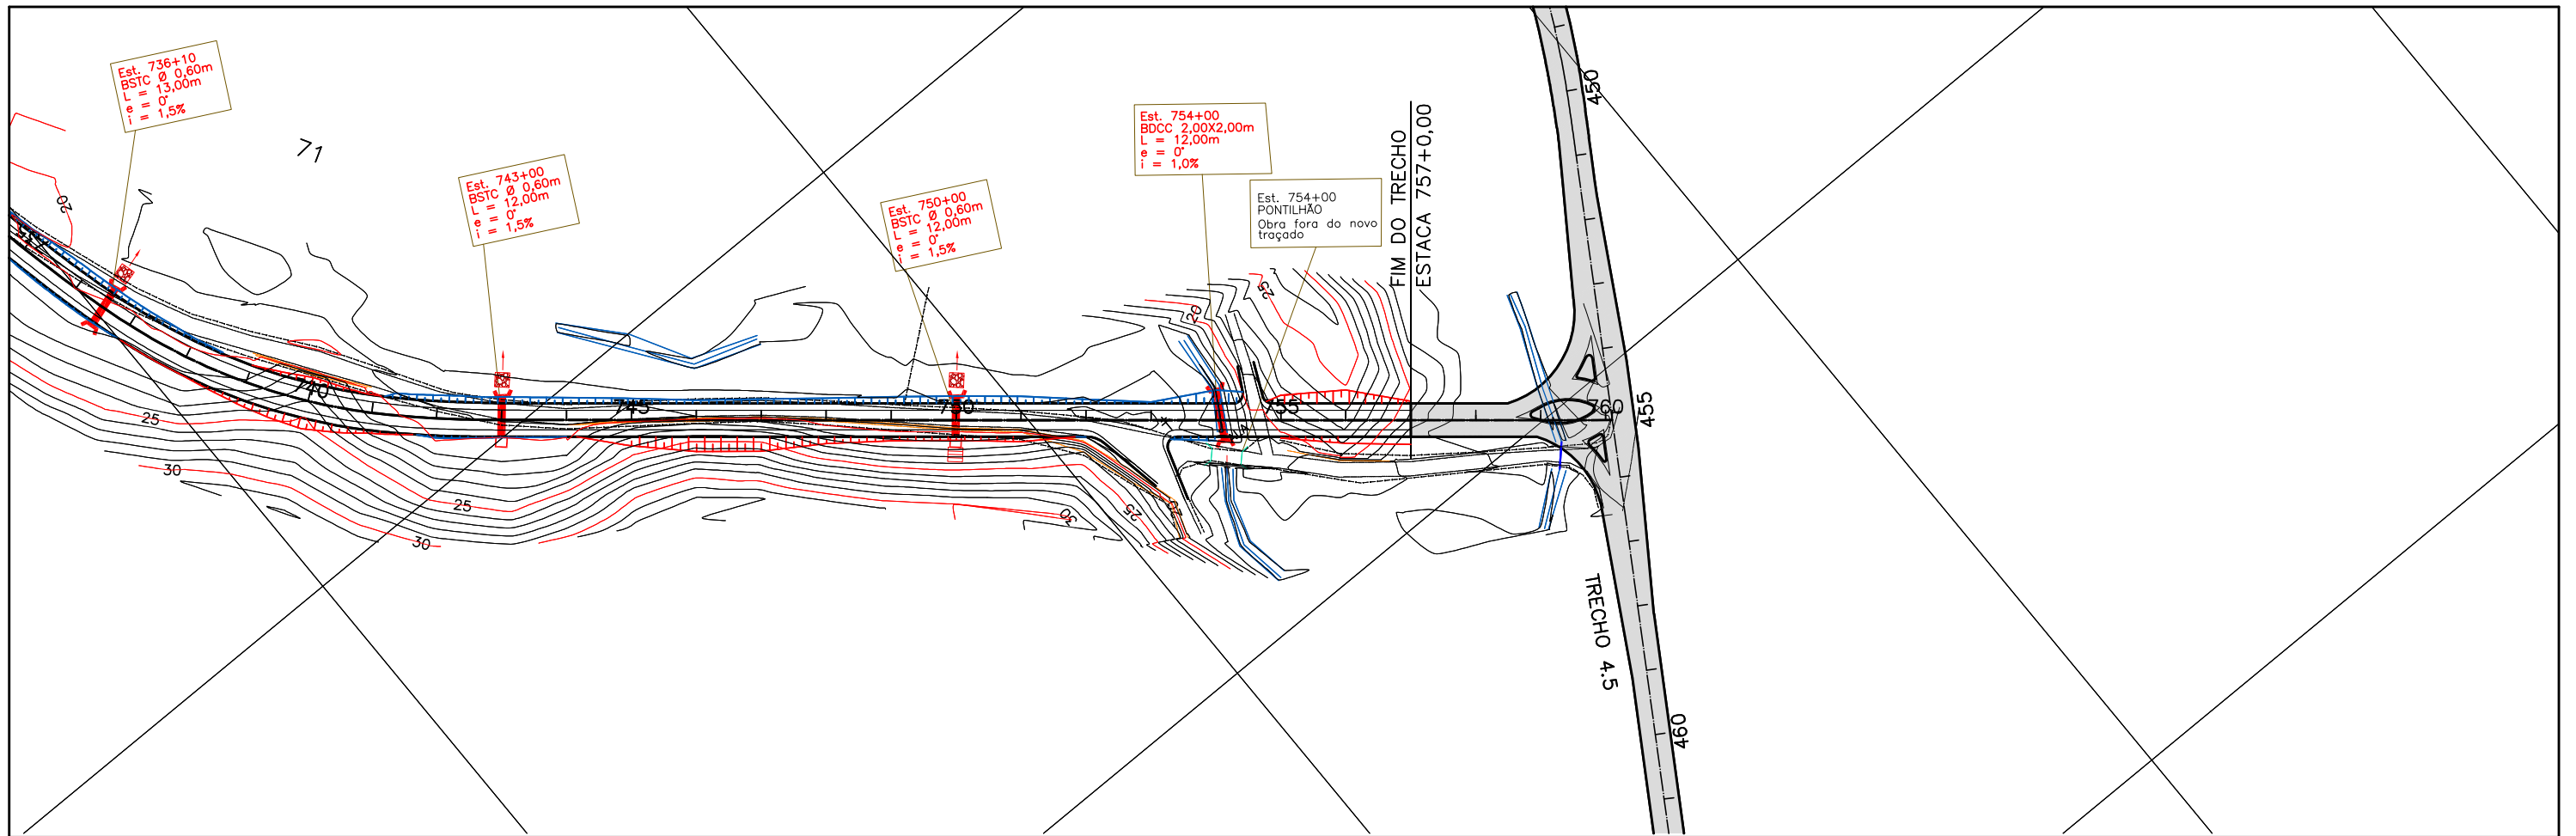 Est. 736+10
BSTC Ø 0,60m
L = 13,00m
e = 0°
i = 1,5%
71
Est. 743+00
BSTC Ø 0,60m
L = 12,00m
e = 0°
i = 1,5%
Est. 750+00
BSTC Ø 0,60m
L = 12,00m
e = 0°
i = 1,5%
Est. 754+00
BDCC 2,00X2,00m
L = 12,00m
e = 0°
i = 1,0%
Est. 754+00
PONTILHÃO
Obra fora do novo
traçado
FIM DO TRECHO
ESTACA 757+0,00
450
20
735
20
25
740
745
750
755
760
455
25
30
25
30
30
25
20
TRECHO 4.5
460